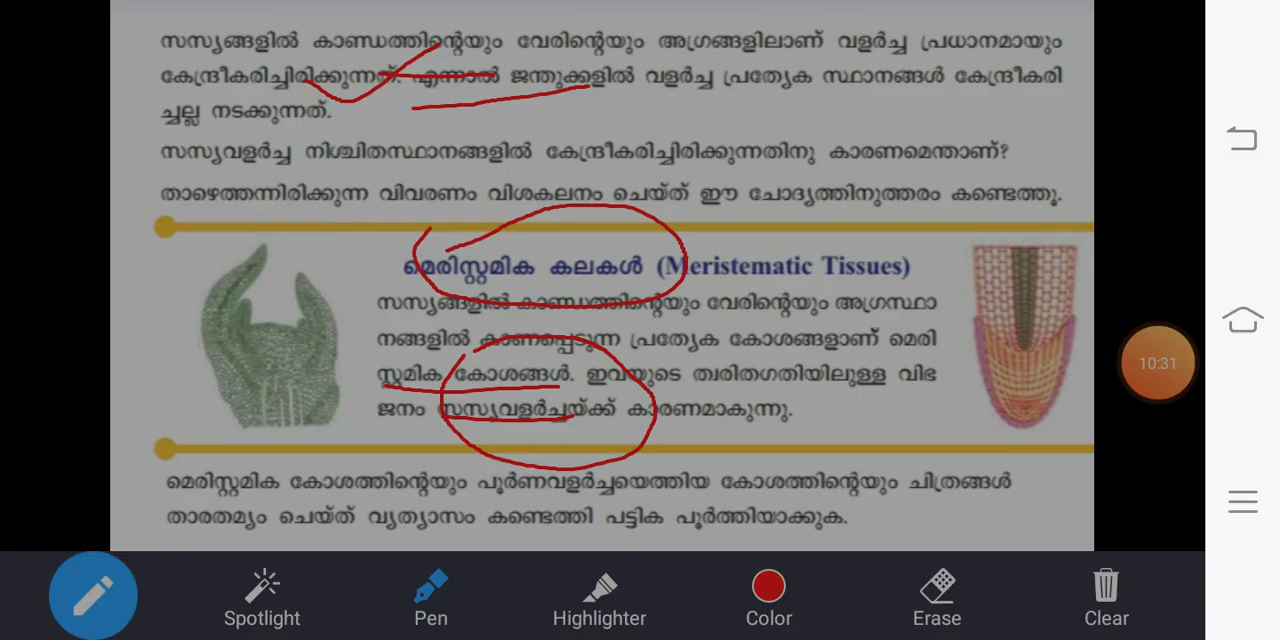 സസ്യങ്ങളിൽ കാണ്ഡത്തിന്റെയും വേരിന്റെയും അഗ്രങ്ങളിലാണ് വളർച്ച പ്രധാനമായും
കേന്ദ്രീകരിച്ചിരിക്കുന്നത്. എന്നാൽ ജന്തുക്കളിൽ വളർച്ച പ്രത്യേക സ്ഥാനങ്ങൾ കേന്ദ്രീകരി
ച്ചല്ല നടക്കുന്നത്.
സസ്യവളർച്ച നിശ്ചിതസ്ഥാനങ്ങളിൽ കേന്ദ്രീകരിച്ചിരിക്കുന്നതിനു കാരണമെന്താണ്?
താഴെത്തന്നിരിക്കുന്ന വിവരണം വിശകലനം ചെയ്ത് ഈ ചോദ്യത്തിനുത്തരം കണ്ടെത്തൂ.
മെരിസ്റ്റമിക കലകൾ (Meristematic Tissues)
സസ്യങ്ങളിൽ കാണ്ഡത്തിന്റെയും വേരിന്റെയും അഗ്രസ്ഥാ
നങ്ങളിൽ കാണപ്പെടുന്ന പ്രത്യേക കോശങ്ങളാണ് മെരി
സ്റ്റമിക കോശങ്ങൾ. ഇവയുടെ ത്വരിതഗതിയിലുള്ള വിഭ
ജനം സസ്യവളർച്ചയ്ക്ക് കാരണമാകുന്നു.
മെരിസ്റ്റമിക കോശത്തിന്റെയും പൂർണവളർച്ചയെത്തിയ കോശത്തിന്റെയും ചിത്രങ്ങൾ
താരതമ്യം ചെയ്ത് വ്യത്യാസം കണ്ടെത്തി പട്ടിക പൂർത്തിയാക്കുക.
10:31
Spotlight Pen Highlighter Color Erase Clear